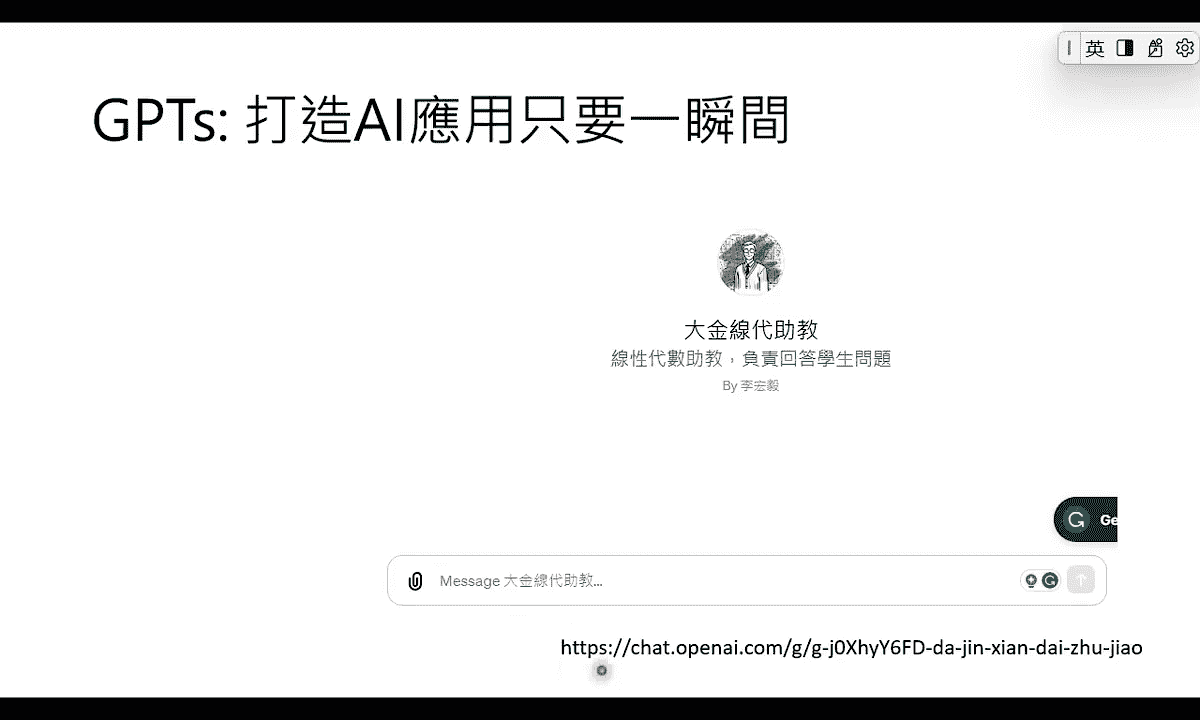 英
GPTs: 打造AI應用只要一瞬間
大金線代助教
線性代數助教，負責回答學生問題
By 李宏毅
G Ge
Message 大金線代助教...
https://chat.openai.com/g/g-j0XhyY6FD-da-jin-xian-dai-zhu-jiao